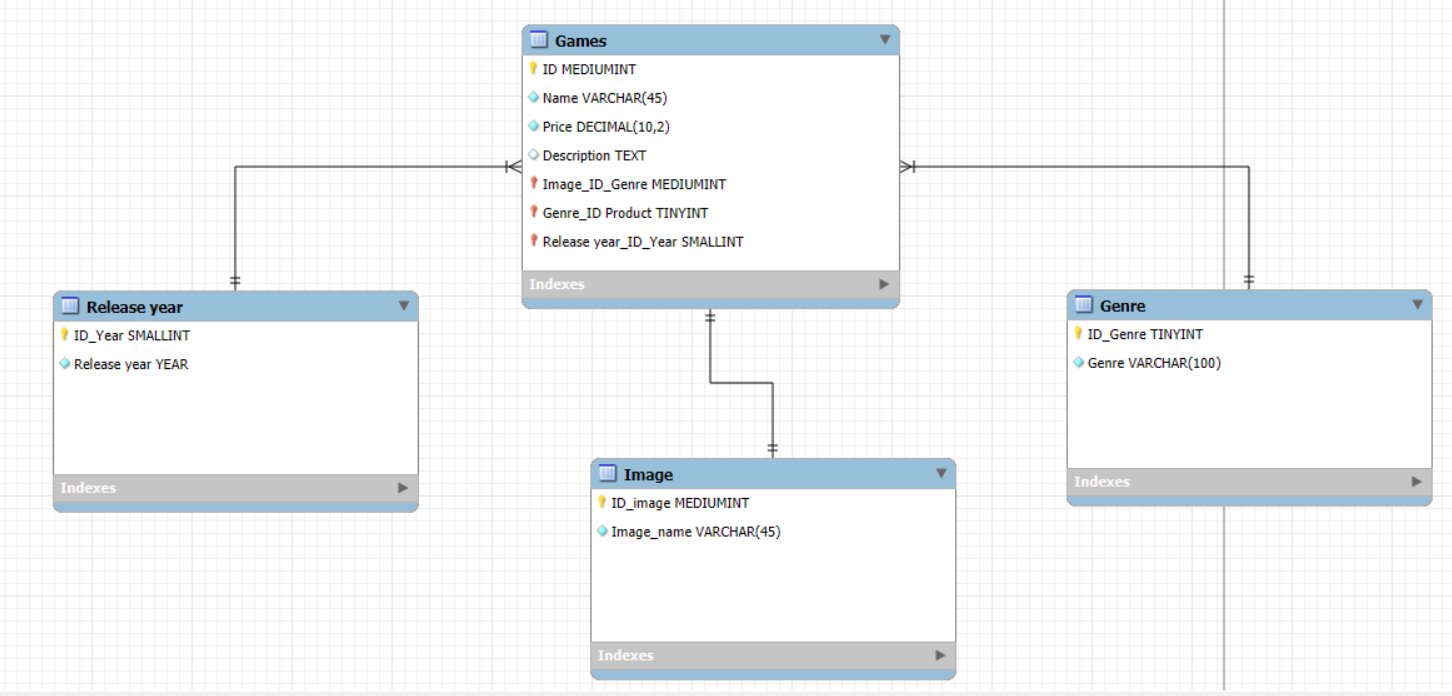 Games
ID MEDIUMINT
Name VARCHAR(45)
Price DECIMAL(10,2)
Description TEXT
Image_ID_Genre MEDIUMINT
Genre_ID Product TINYINT
Release year_ID_Year SMALLINT
Indexes
Release year
ID_Year SMALLINT
Release year YEAR
Indexes
Genre
ID_Genre TINYINT
Genre VARCHAR(100)
Indexes
Image
ID_image MEDIUMINT
Image_name VARCHAR(45)
Indexes